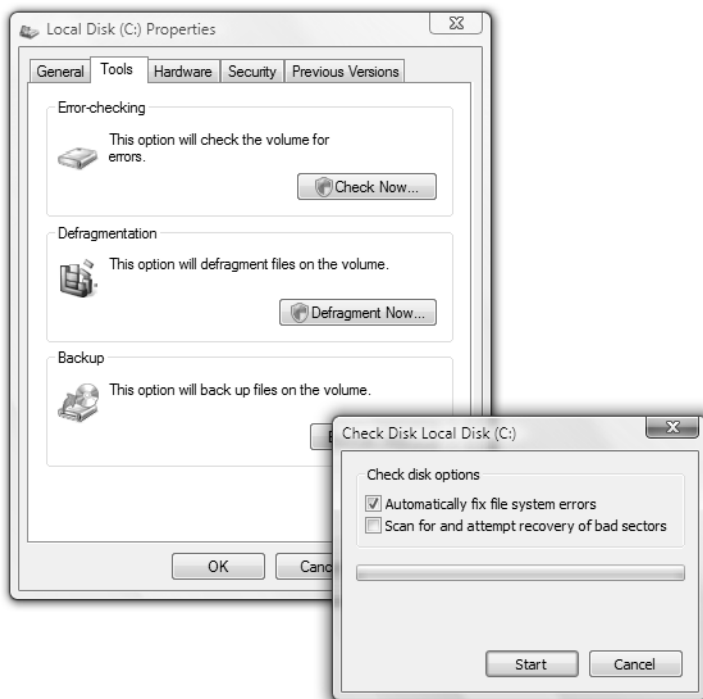 Local Disk (C:) Properties
General Tools Hardware Security Previous Versions
Error-checking
This option will check the volume for
errors.
Check Now...
Defragmentation
This option will defragment files on the volume.
Defragment Now...
Backup
This option will back up files on the volume.
OK
Check Disk Local Disk (C:)
Check disk options
Automatically fix file system errors
Scan for and attempt recovery of bad sectors
Start Cancel